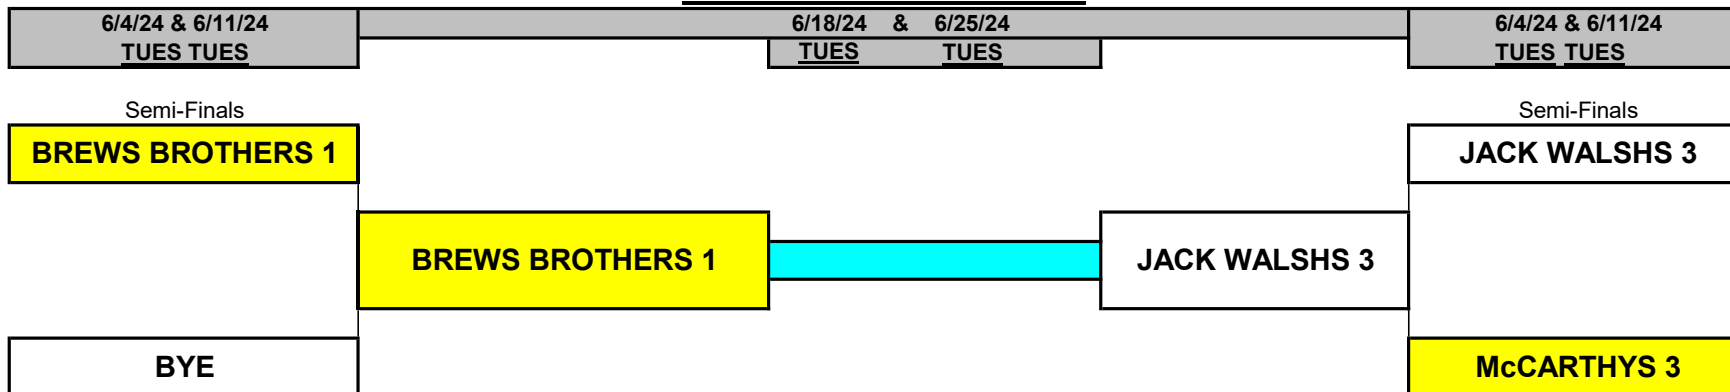 6/4/24 & 6/11/24
TUES TUES
6/18/24 & 6/25/24
TUES TUES
6/4/24 & 6/11/24
TUES TUES
Semi-Finals
Semi-Finals
BREWS BROTHERS 1
JACK WALSHS 3
BREWS BROTHERS 1
JACK WALSHS 3
BYE
McCARTHYS 3